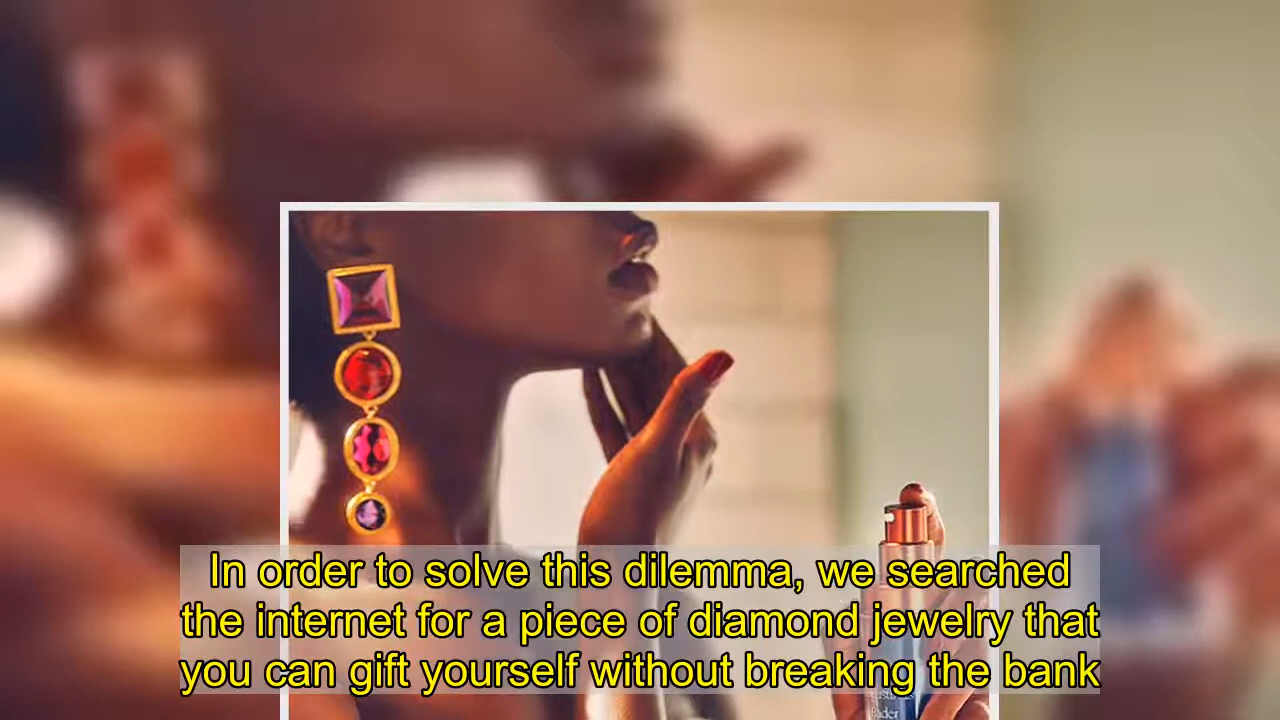 In order to solve this dilemma, we searched
the internet for a piece of diamond jewelry that
you can gift yourself without breaking the bank